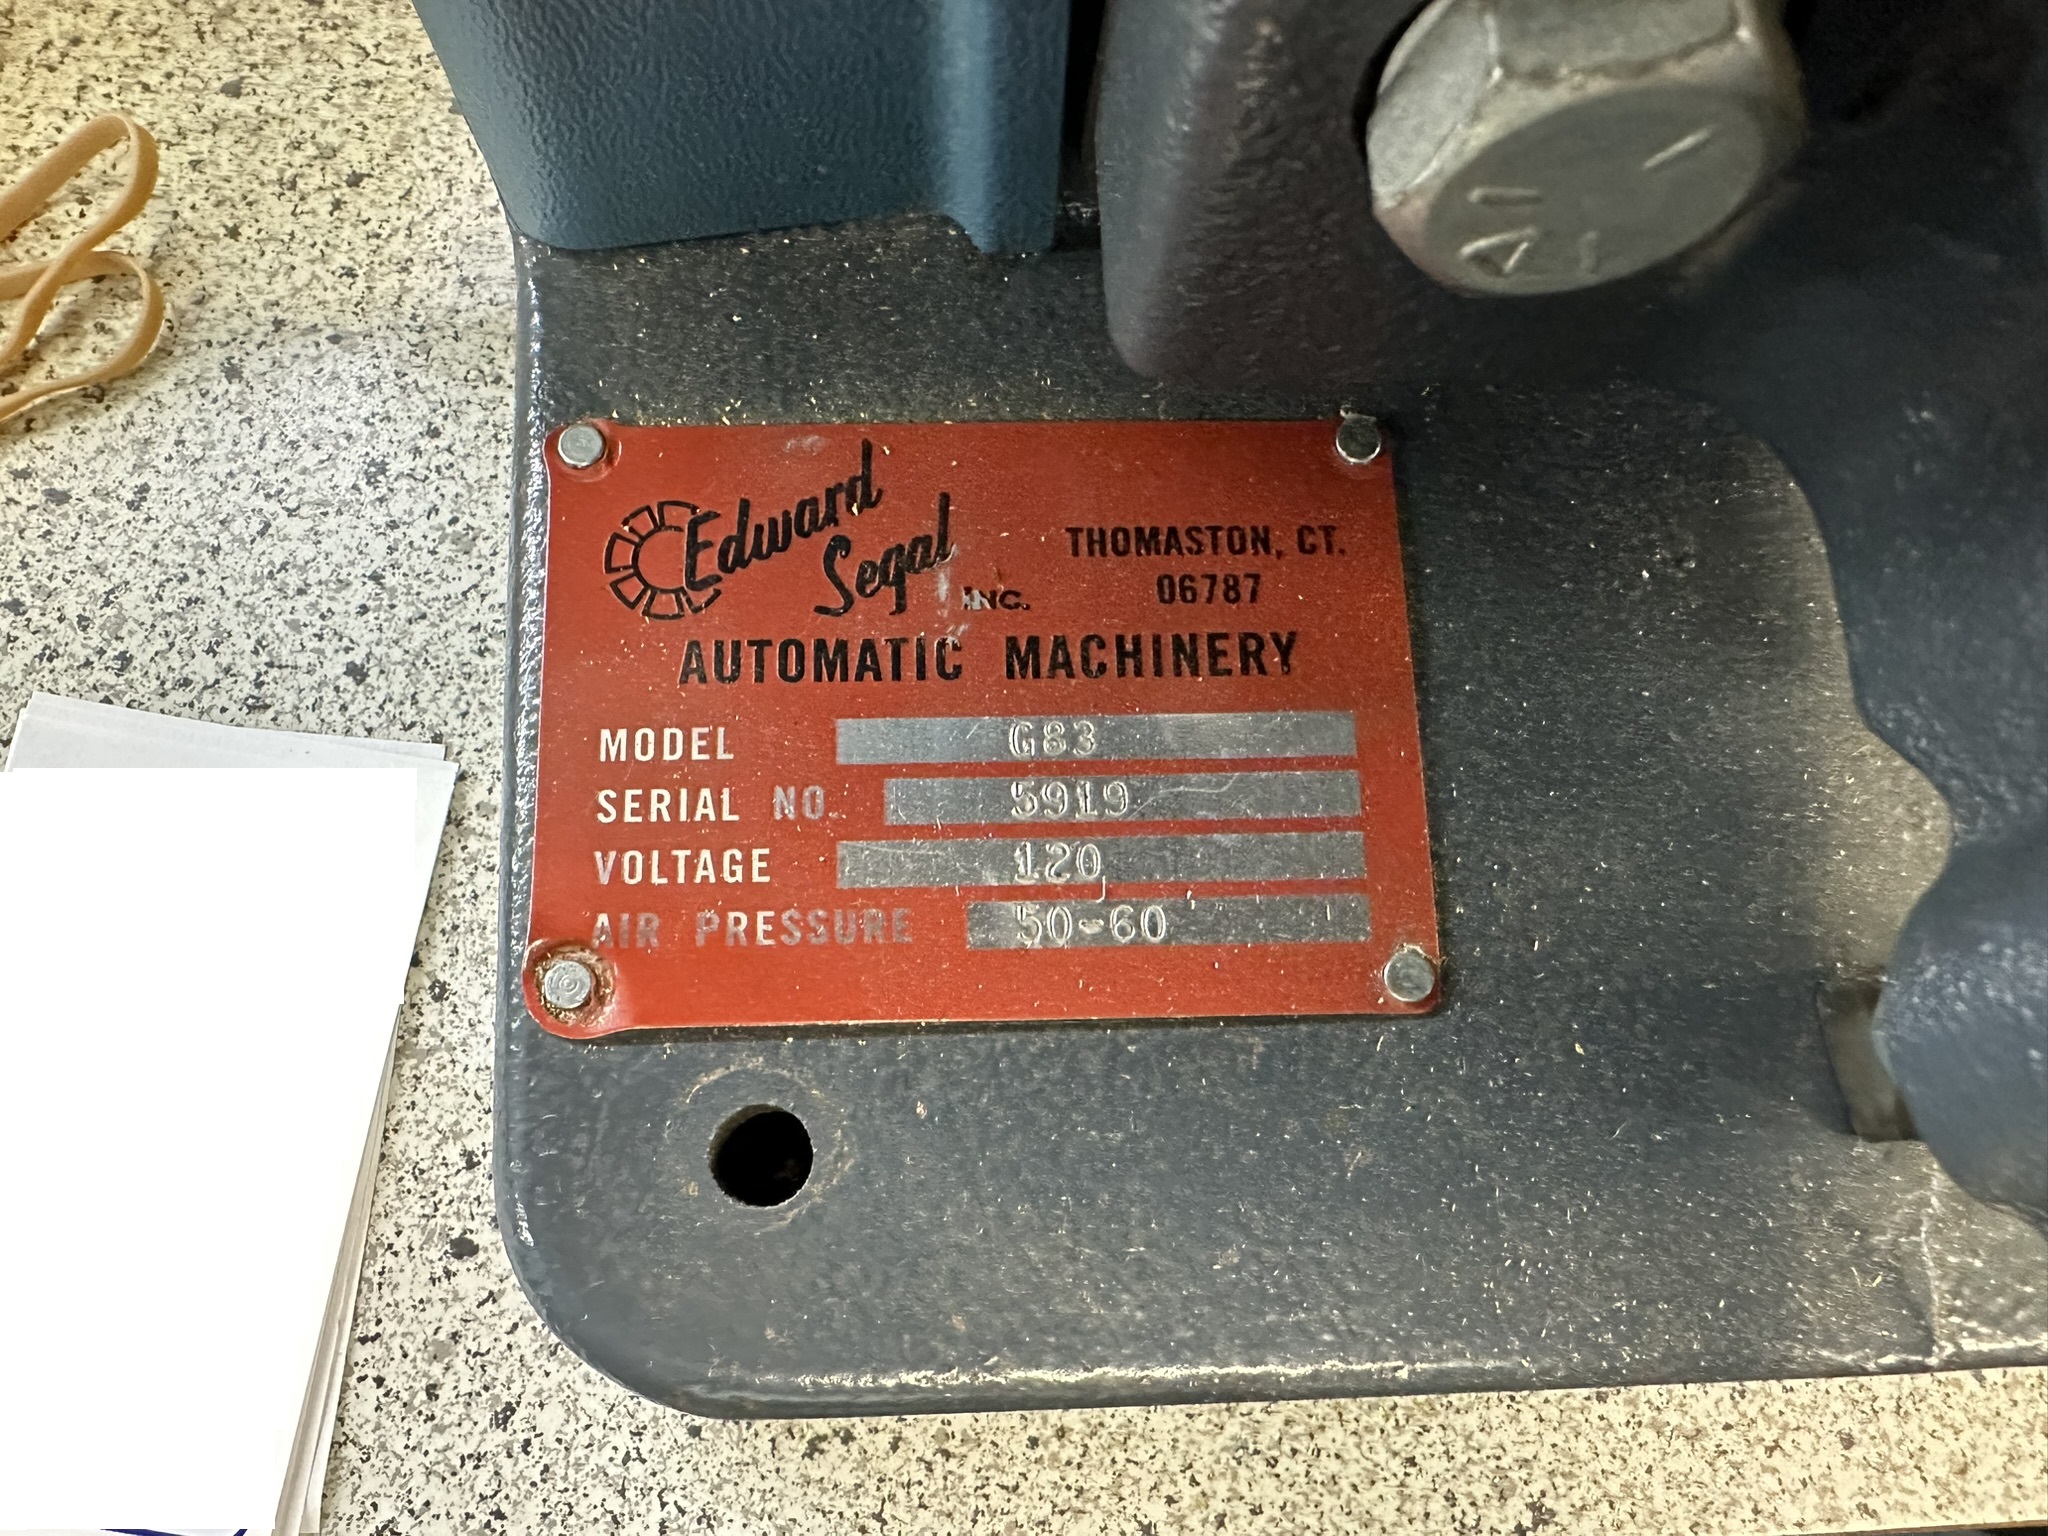 Edward
Segal INC.
THOMASTON, CT.
06787
AUTOMATIC MACHINERY
MODEL G83
SERIAL NO. 5919
VOLTAGE 120
AIR PRESSURE 50-60